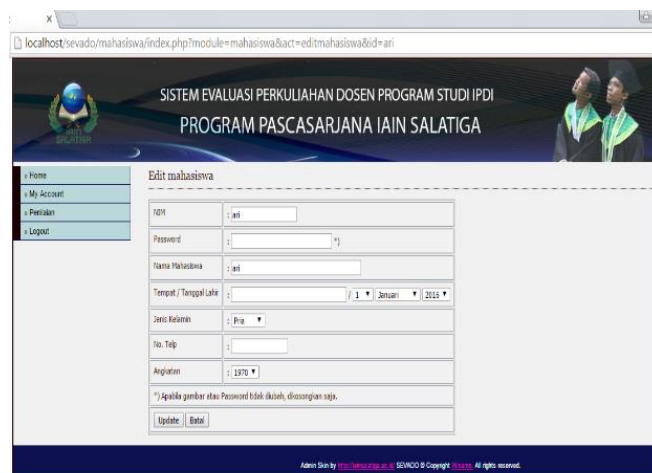 x
localhost/sevado/mahasiswa/index.php?module=mahasiswa&act=editmahasiswa&id=ari
SISTEM EVALUASI PERKULIAHAN DOSEN PROGRAM STUDI IPDI
PROGRAM PASCASARJANA IAIN SALATIGA
IAIN
SALATIGA
» Home
» My Account
» Penilaian
» Logout
Edit mahasiswa
NIM : ari
Password : *)
Nama Mahasiswa : ari
Tempat / Tanggal Lahir : / 1 Januari 2016
Jenis Kelamin : Pria
No. Telp :
Angkatan : 1970
*) Apabila gambar atau Password tidak diubah, dikosongkan saja.
Update Batal
Admin Skin by SEVADO © Copyright All rights reserved.